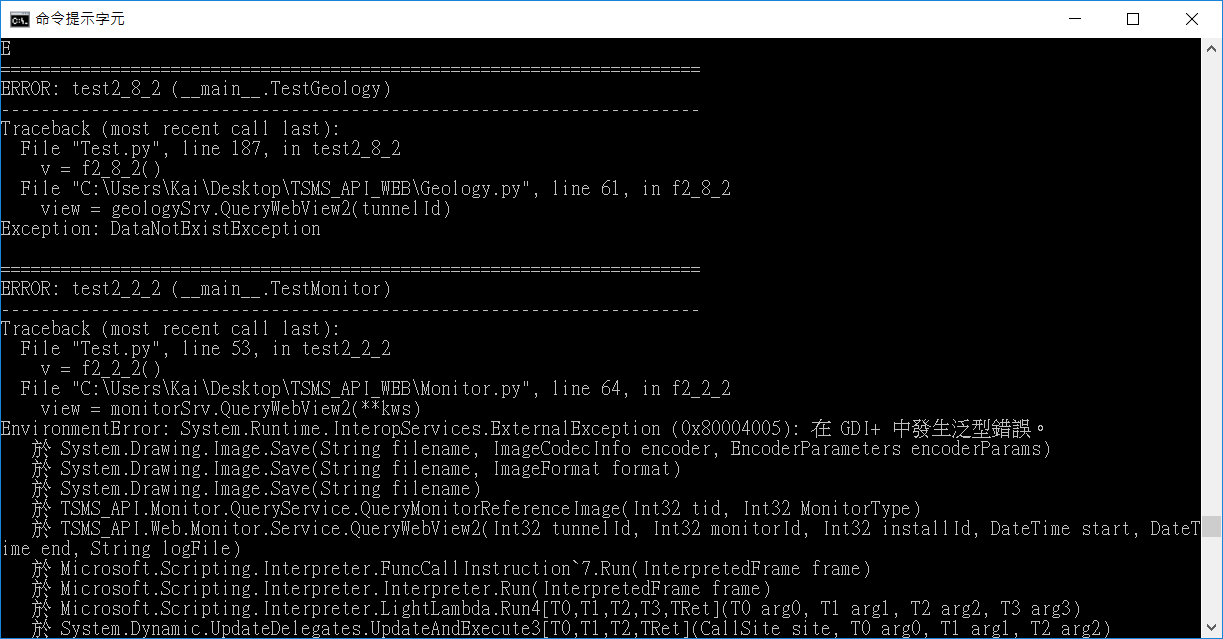 命令提示字元
E
======================================================================
ERROR: test2_8_2 (__main__.TestGeology)
----------------------------------------------------------------------
Traceback (most recent call last):
  File "Test.py", line 187, in test2_8_2
    v = f2_8_2()
  File "C:\Users\Kai\Desktop\TSMS_API_WEB\Geology.py", line 61, in f2_8_2
    view = geologySrv.QueryWebView2(tunnelId)
Exception: DataNotExistException
======================================================================
ERROR: test2_2_2 (__main__.TestMonitor)
----------------------------------------------------------------------
Traceback (most recent call last):
  File "Test.py", line 53, in test2_2_2
    v = f2_2_2()
  File "C:\Users\Kai\Desktop\TSMS_API_WEB\Monitor.py", line 64, in f2_2_2
    view = monitorSrv.QueryWebView2(**kws)
EnvironmentError: System.Runtime.InteropServices.ExternalException (0x80004005): 在 GDI+ 中發生泛型錯誤。
   於 System.Drawing.Image.Save(String filename, ImageCodecInfo encoder, EncoderParameters encoderParams)
   於 System.Drawing.Image.Save(String filename, ImageFormat format)
   於 System.Drawing.Image.Save(String filename)
   於 TSMS_API.Monitor.QueryService.QueryMonitorReferenceImage(Int32 tid, Int32 MonitorType)
   於 TSMS_API.Web.Monitor.Service.QueryWebView2(Int32 tunnelId, Int32 monitorId, Int32 installId, DateTime start, DateT
ime end, String logFile)
   於 Microsoft.Scripting.Interpreter.FuncCallInstruction`7.Run(InterpretedFrame frame)
   於 Microsoft.Scripting.Interpreter.Interpreter.Run(InterpretedFrame frame)
   於 Microsoft.Scripting.Interpreter.LightLambda.Run4[T0,T1,T2,T3,TRet](T0 arg0, T1 arg1, T2 arg2, T3 arg3)
   於 System.Dynamic.UpdateDelegates.UpdateAndExecute3[T0,T1,T2,TRet](CallSite site, T0 arg0, T1 arg1, T2 arg2)